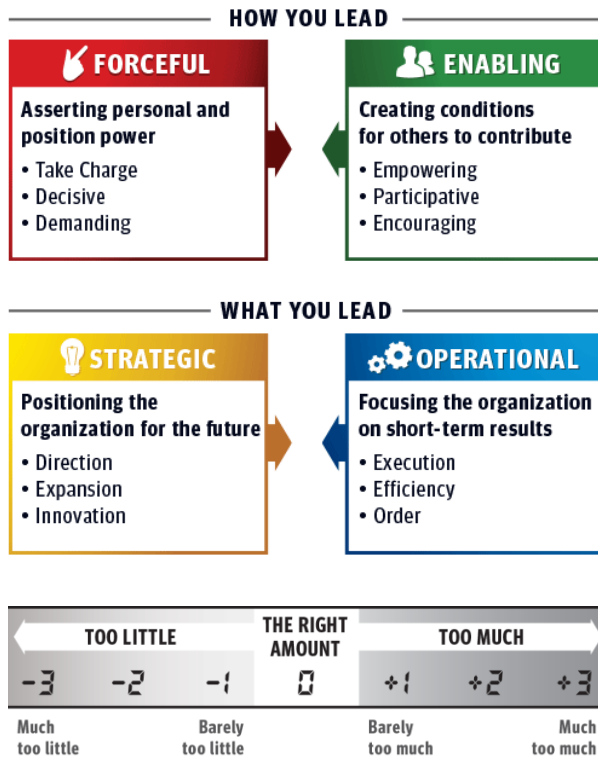 HOW YOU LEAD
FORCEFUL
Asserting personal and
position power
• Take Charge
• Decisive
• Demanding
ENABLING
Creating conditions
for others to contribute
• Empowering
• Participative
• Encouraging
WHAT YOU LEAD
STRATEGIC
Positioning the
organization for the future
• Direction
• Expansion
• Innovation
OPERATIONAL
Focusing the organization
on short-term results
• Execution
• Efficiency
• Order
TOO LITTLE
THE RIGHT
AMOUNT
TOO MUCH
-3 -2 -1 0 +1 +2 +3
Much
too little
Barely
too little
Barely
too much
Much
too much